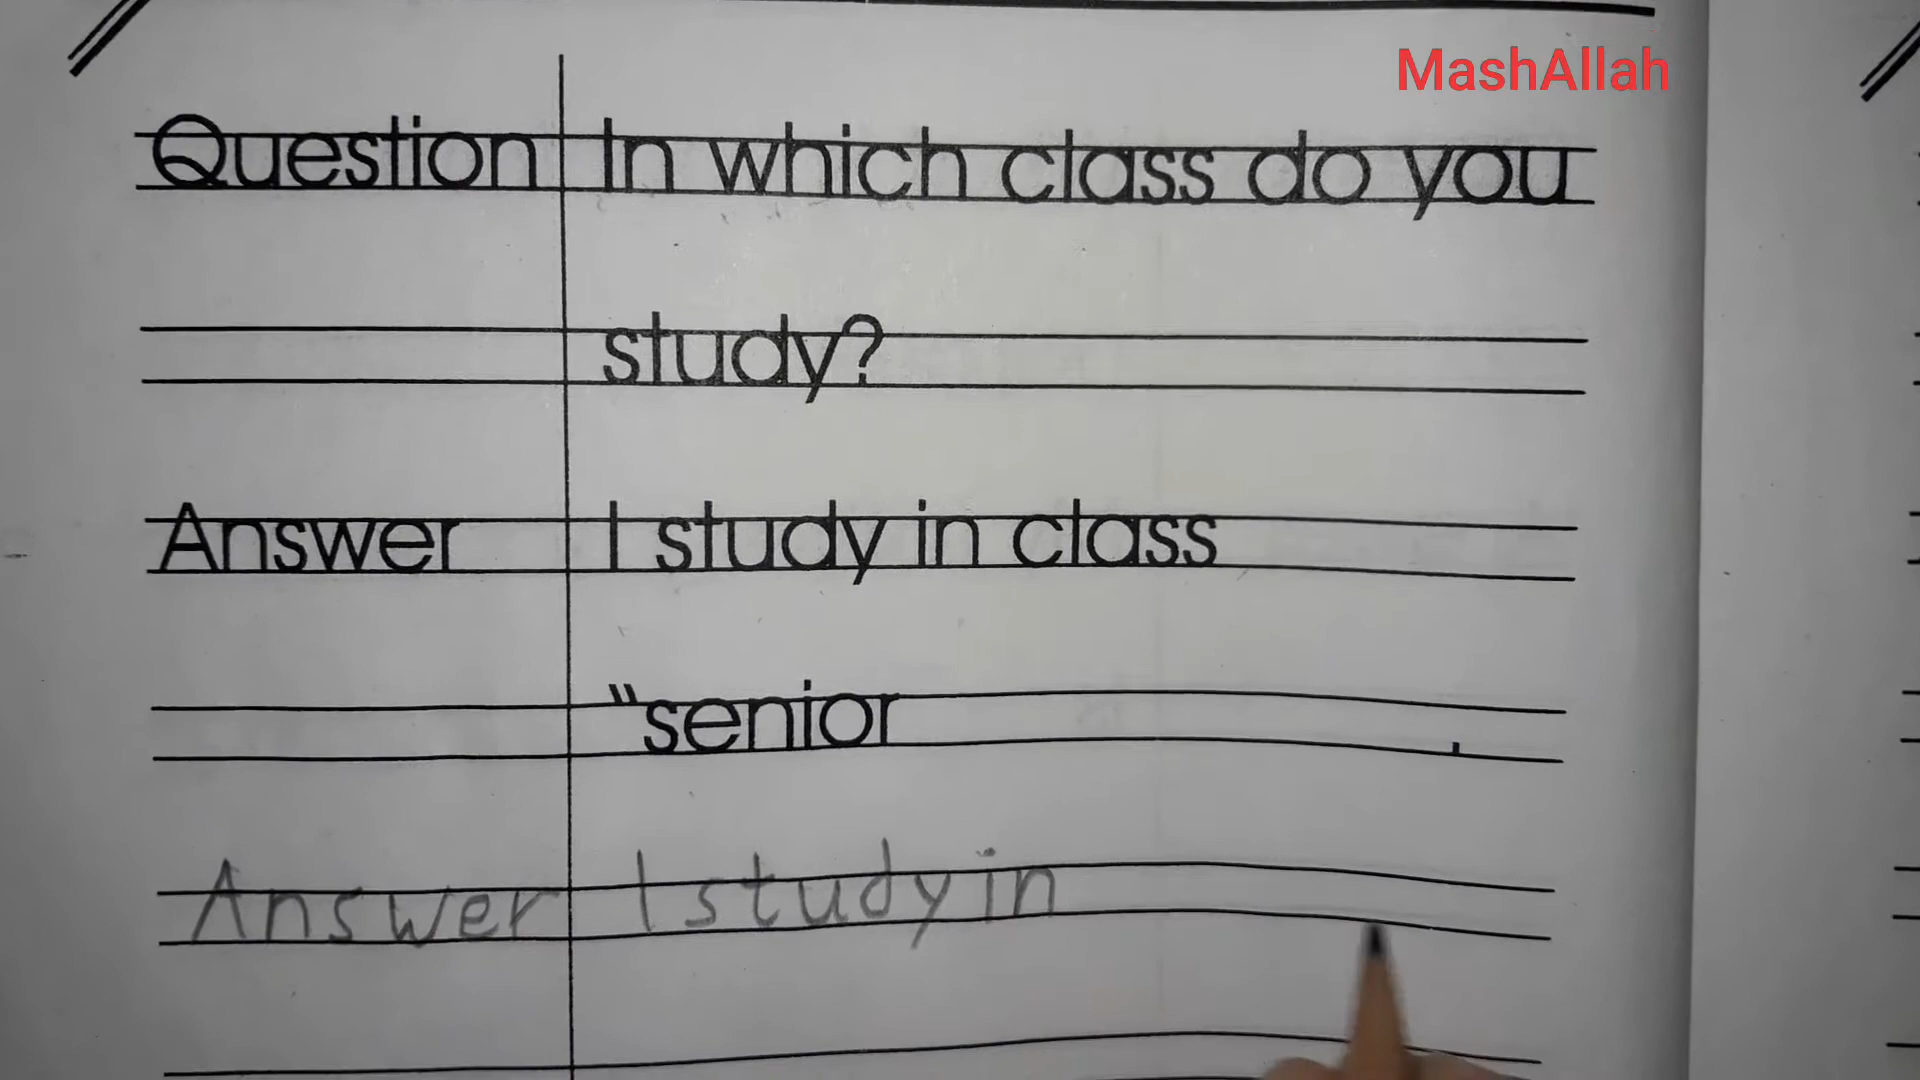 MashAllah
Question In which class do you
study?
Answer I study in class
"senior .
Answer I study in